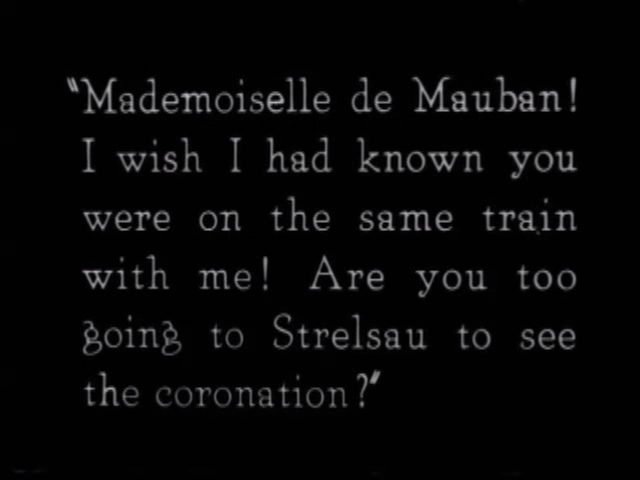 "Mademoiselle de Mauban!
I wish I had known you
were on the same train
with me! Are you too
going to Strelsau to see
the coronation?"